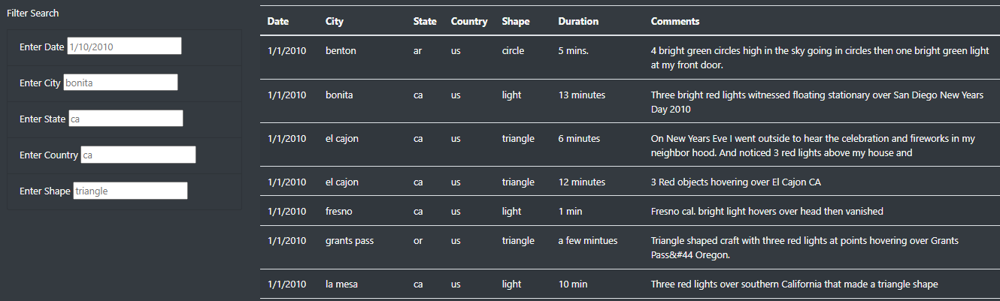 Filter Search
Enter Date 1/10/2010
Enter City bonita
Enter State ca
Enter Country ca
Enter Shape triangle
Date City State Country Shape Duration Comments
1/1/2010 benton ar us circle 5 mins. 4 bright green circles high in the sky going in circles then one bright green light
at my front door.
1/1/2010 bonita ca us light 13 minutes Three bright red lights witnessed floating stationary over San Diego New Years
Day 2010
1/1/2010 el cajon ca us triangle 6 minutes On New Years Eve I went outside to hear the celebration and fireworks in my
neighbor hood. And noticed 3 red lights above my house and
1/1/2010 el cajon ca us triangle 12 minutes 3 Red objects hovering over El Cajon CA
1/1/2010 fresno ca us light 1 min Fresno cal. bright light hovers over head then vanished
1/1/2010 grants pass or us triangle a few mintues Triangle shaped craft with three red lights at points hovering over Grants
Pass&#44 Oregon.
1/1/2010 la mesa ca us light 10 min Three red lights over southern California that made a triangle shape